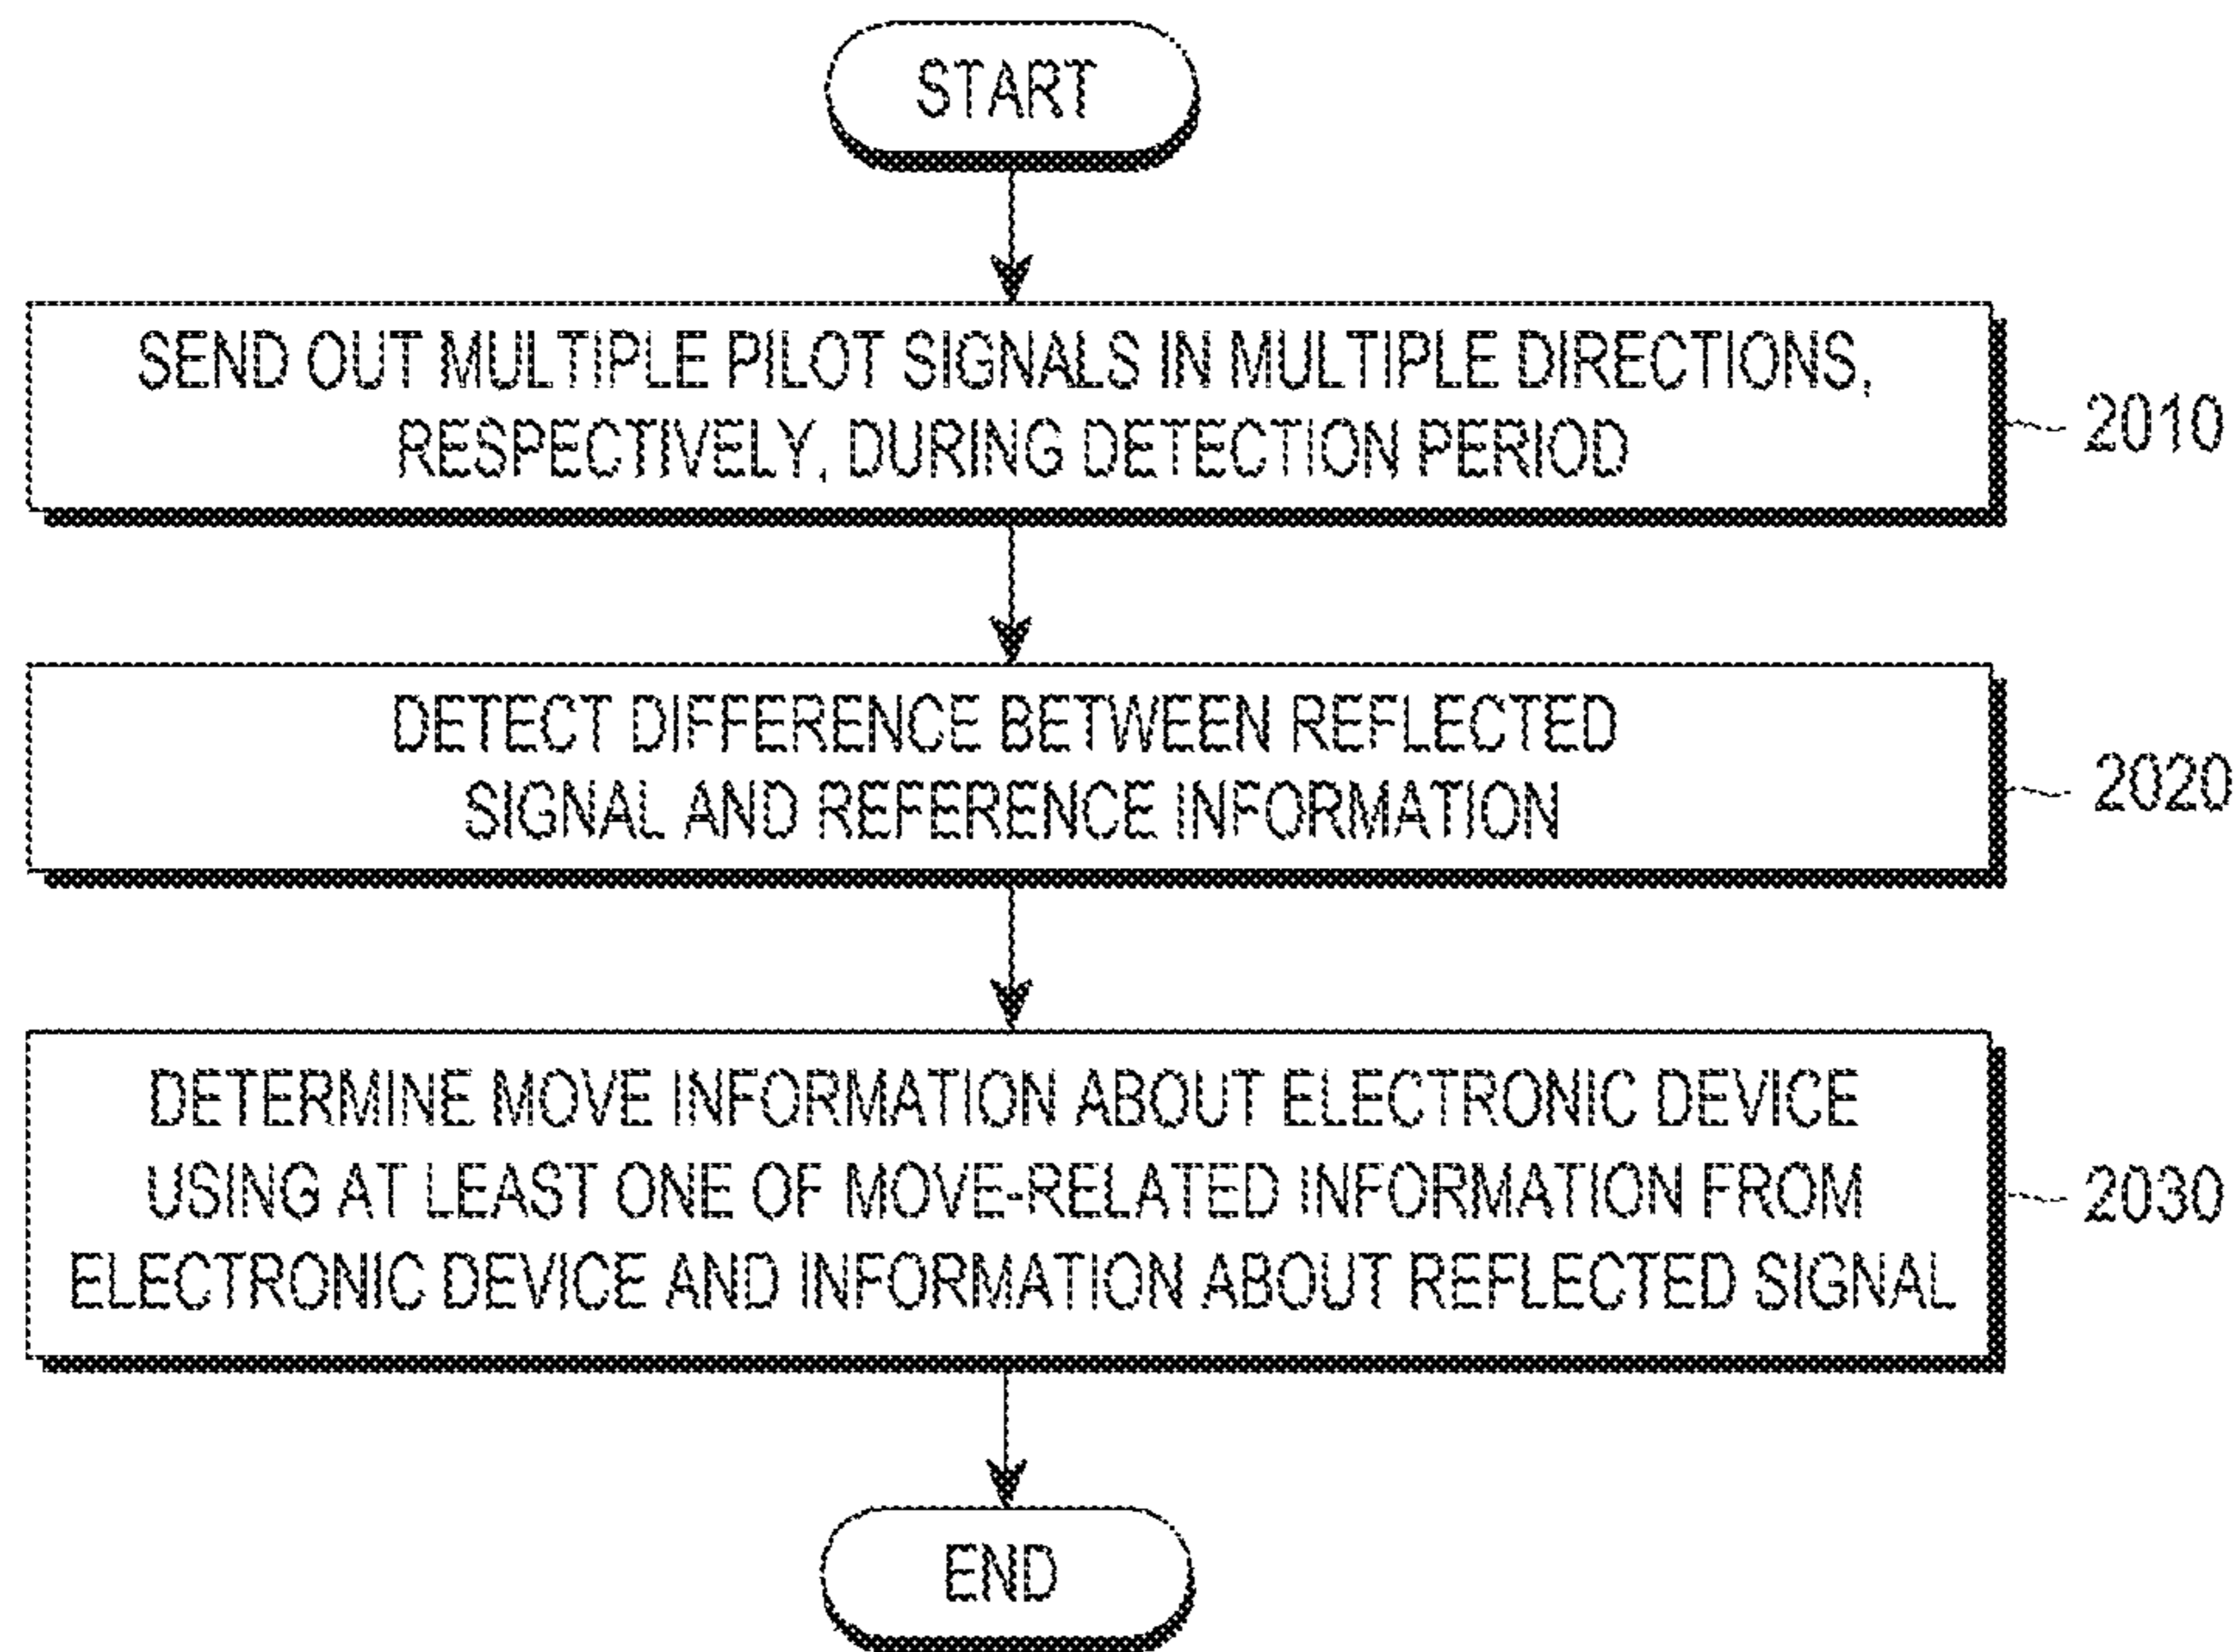 START
SEND OUT MULTIPLE PILOT SIGNALS IN MULTIPLE DIRECTIONS,
RESPECTIVELY, DURING DETECTION PERIOD
2010
DETECT DIFFERENCE BETWEEN REFLECTED
SIGNAL AND REFERENCE INFORMATION
2020
DETERMINE MOVE INFORMATION ABOUT ELECTRONIC DEVICE
USING AT LEAST ONE OF MOVE-RELATED INFORMATION FROM
ELECTRONIC DEVICE AND INFORMATION ABOUT REFLECTED SIGNAL
2030
END